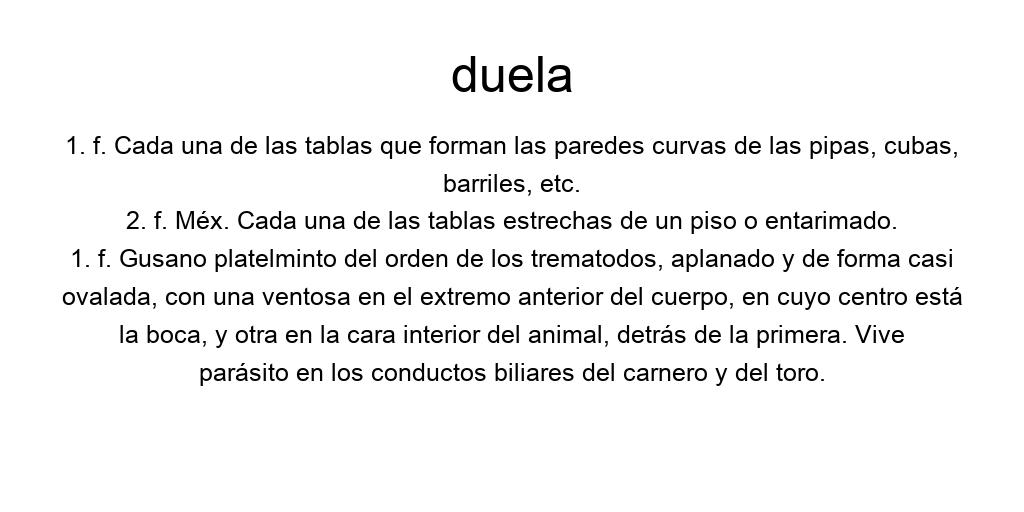 duela
1. f. Cada una de las tablas que forman las paredes curvas de las pipas, cubas,
barriles, etc.
2. f. Méx. Cada una de las tablas estrechas de un piso o entarimado.
1. f. Gusano platelminto del orden de los trematodos, aplanado y de forma casi
ovalada, con una ventosa en el extremo anterior del cuerpo, en cuyo centro está
la boca, y otra en la cara interior del animal, detrás de la primera. Vive
parásito en los conductos biliares del carnero y del toro.